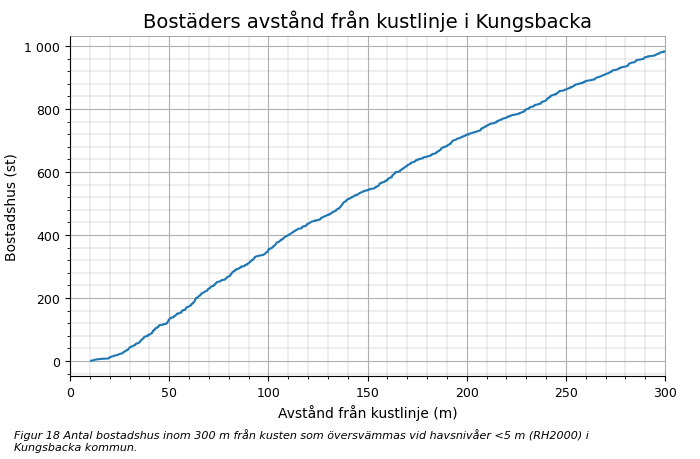 Bostäders avstånd från kustlinje i Kungsbacka
Bostadshus (st)
1 000
800
600
400
200
0
0 50 100 150 200 250 300
Avstånd från kustlinje (m)
Figur 18 Antal bostadshus inom 300 m från kusten som översvämmas vid havsnivåer <5 m (RH2000) i
Kungsbacka kommun.